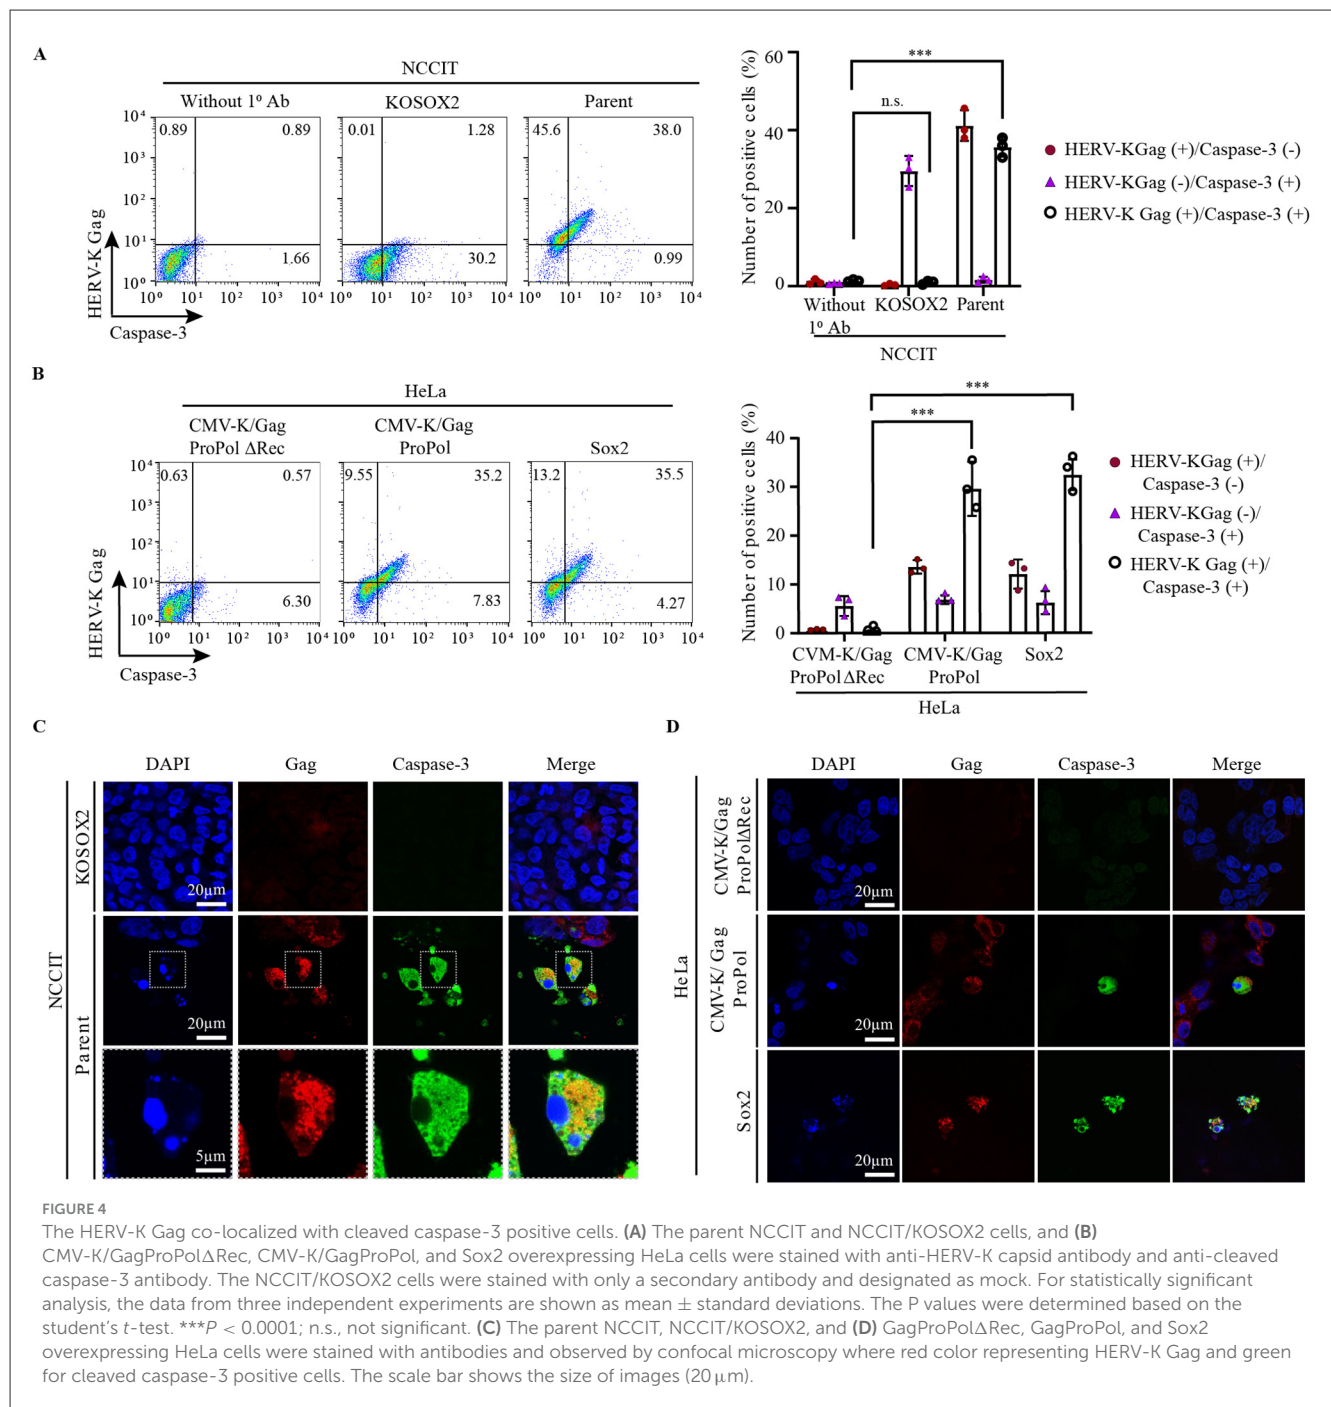 A
NCCIT
Without 1º Ab
KOSOX2
Parent
10⁴
10³
10²
10¹
10⁰
0.89
0.89
1.66
0.01
1.28
30.2
45.6
38.0
0.99
10⁰ 10¹ 10² 10³ 10⁴
10⁰ 10¹ 10² 10³ 10⁴
10⁰ 10¹ 10² 10³ 10⁴
HERV-K Gag
Caspase-3
Number of positive cells (%)
60
40
20
0
***
n.s.
Without
1º Ab
KOSOX2
Parent
NCCIT
HERV-KGag (+)/Caspase-3 (-)
HERV-KGag (-)/Caspase-3 (+)
HERV-K Gag (+)/Caspase-3 (+)
B
HeLa
CMV-K/Gag
ProPol ΔRec
CMV-K/Gag
ProPol
Sox2
10⁴
10³
10²
10¹
10⁰
0.63
0.57
6.30
9.55
35.2
7.83
13.2
35.5
4.27
10⁰ 10¹ 10² 10³ 10⁴
10⁰ 10¹ 10² 10³ 10⁴
10⁰ 10¹ 10² 10³ 10⁴
HERV-K Gag
Caspase-3
Number of positive cells (%)
40
30
20
10
0
***
***
CVM-K/Gag
ProPol ΔRec
CMV-K/Gag
ProPol
Sox2
HeLa
HERV-KGag (+)/
Caspase-3 (-)
HERV-KGag (-)/
Caspase-3 (+)
HERV-K Gag (+)/
Caspase-3 (+)
C
DAPI
Gag
Caspase-3
Merge
NCCIT
KOSOX2
Parent
20µm
20µm
5µm
D
DAPI
Gag
Caspase-3
Merge
HeLa
CMV-K/Gag
ProPolΔRec
CMV-K/ Gag
ProPol
Sox2
20µm
20µm
20µm
FIGURE 4
The HERV-K Gag co-localized with cleaved caspase-3 positive cells. (A) The parent NCCIT and NCCIT/KOSOX2 cells, and (B)
CMV-K/GagProPolΔRec, CMV-K/GagProPol, and Sox2 overexpressing HeLa cells were stained with anti-HERV-K capsid antibody and anti-cleaved
caspase-3 antibody. The NCCIT/KOSOX2 cells were stained with only a secondary antibody and designated as mock. For statistically significant
analysis, the data from three independent experiments are shown as mean ± standard deviations. The P values were determined based on the
student's t-test. ***P < 0.0001; n.s., not significant. (C) The parent NCCIT, NCCIT/KOSOX2, and (D) GagProPolΔRec, GagProPol, and Sox2
overexpressing HeLa cells were stained with antibodies and observed by confocal microscopy where red color representing HERV-K Gag and green
for cleaved caspase-3 positive cells. The scale bar shows the size of images (20 µm).